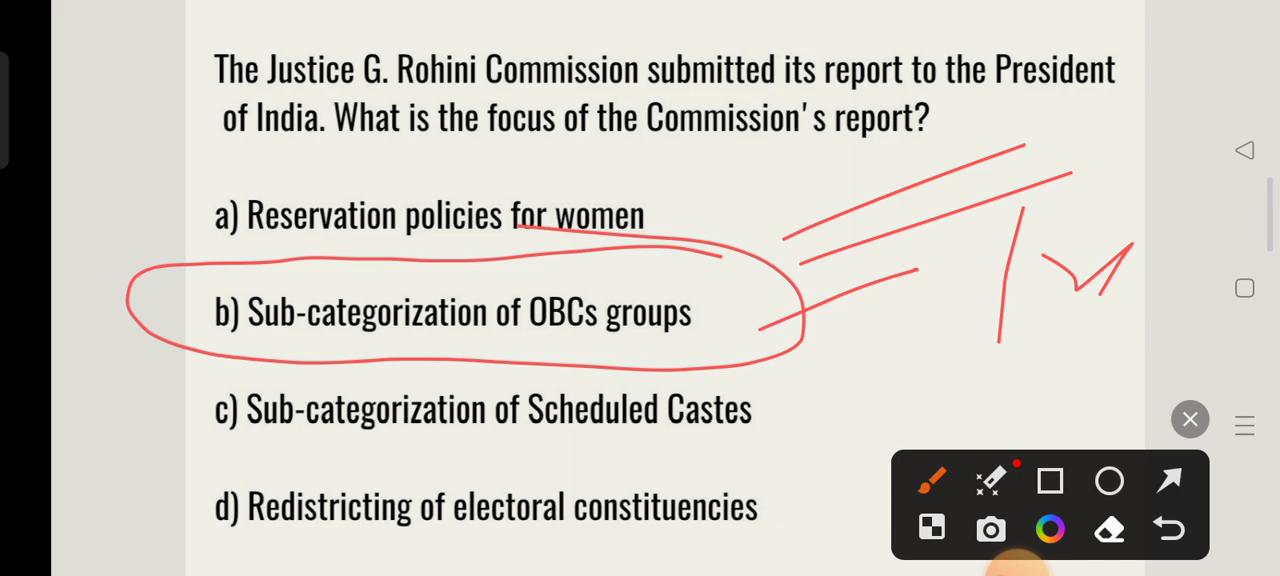 The Justice G. Rohini Commission submitted its report to the President
of India. What is the focus of the Commission's report?
a) Reservation policies for women
b) Sub-categorization of OBCs groups
c) Sub-categorization of Scheduled Castes
d) Redistricting of electoral constituencies